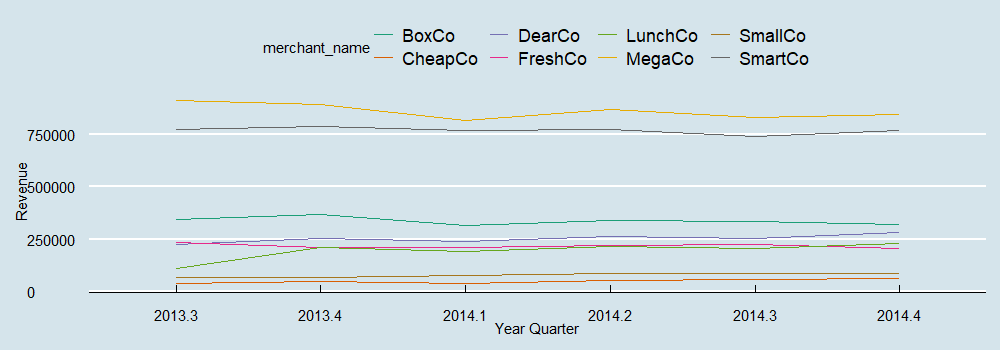 merchant_name
BoxCo DearCo LunchCo SmallCo
CheapCo FreshCo MegaCo SmartCo
Revenue
750000
500000
250000
0
2013.3 2013.4 2014.1 2014.2 2014.3 2014.4
Year Quarter